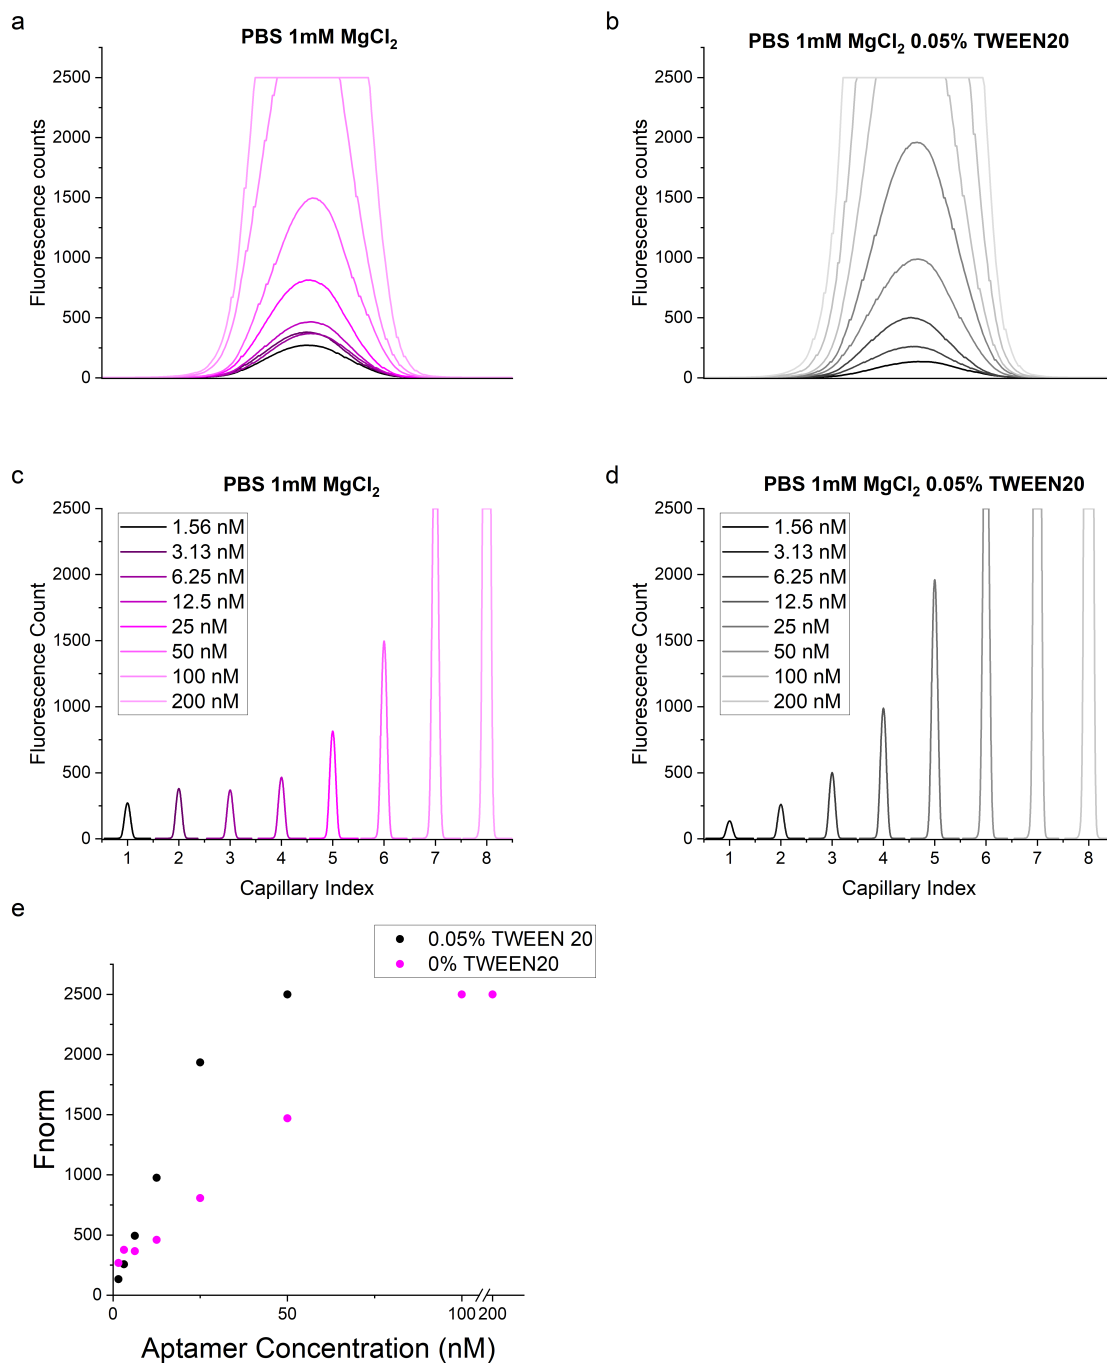 a
PBS 1mM MgCl₂
2500
2000
1500
1000
500
0
Fluorescence counts
b
PBS 1mM MgCl₂ 0.05% TWEEN20
2500
2000
1500
1000
500
0
Fluorescence counts
c
PBS 1mM MgCl₂
2500
2000
1500
1000
500
0
Fluorescence Count
1.56 nM
3.13 nM
6.25 nM
12.5 nM
25 nM
50 nM
100 nM
200 nM
1 2 3 4 5 6 7 8
Capillary Index
d
PBS 1mM MgCl₂ 0.05% TWEEN20
2500
2000
1500
1000
500
0
Fluorescence Count
1.56 nM
3.13 nM
6.25 nM
12.5 nM
25 nM
50 nM
100 nM
200 nM
1 2 3 4 5 6 7 8
Capillary Index
e
0.05% TWEEN 20
0% TWEEN20
2500
2000
1500
1000
500
0
Fnorm
0 50 100 200
Aptamer Concentration (nM)